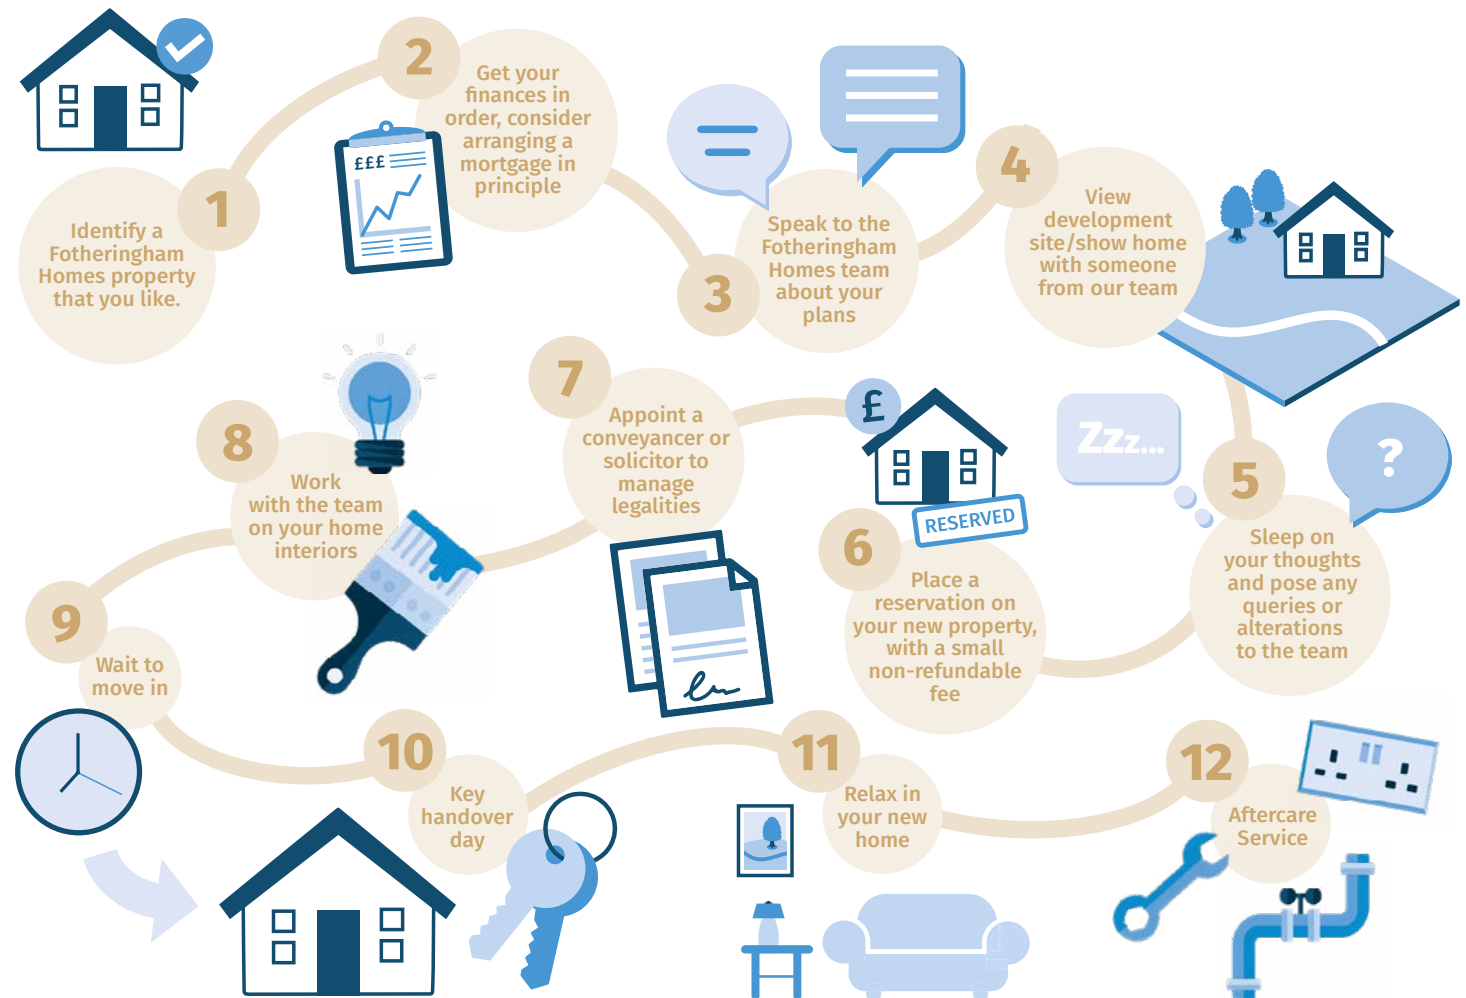 1
Identify a
Fotheringham
Homes property
that you like.
2
Get your
finances in
order, consider
arranging a
mortgage in
principle
£££
3
Speak to the
Fotheringham
Homes team
about your
plans
4
View
development
site/show home
with someone
from our team
5
Sleep on
your thoughts
and pose any
queries or
alterations
to the team
Zzz...
?
6
Place a
reservation on
your new property,
with a small
non-refundable
fee
£
RESERVED
7
Appoint a
conveyancer or
solicitor to
manage
legalities
8
Work
with the team
on your home
interiors
9
Wait to
move in
10
Key
handover
day
11
Relax in
your new
home
12
Aftercare
Service